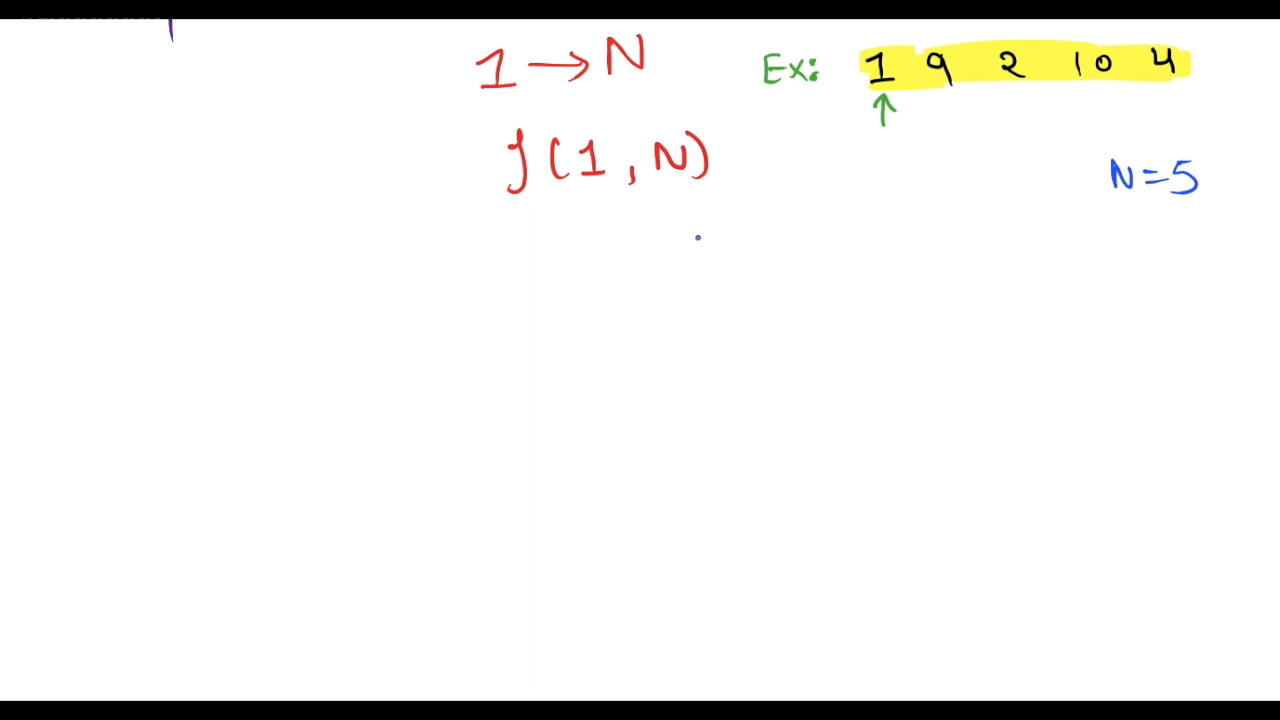 1 → N
Ex: 1 9 2 10 4
f(1, N)
N=5